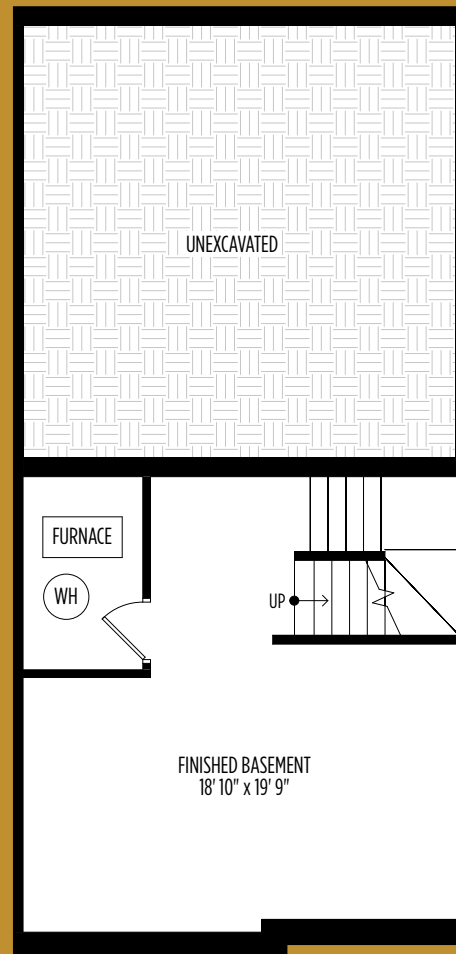 UNEXCAVATED
FURNACE
WH
UP
FINISHED BASEMENT
18' 10" x 19' 9"